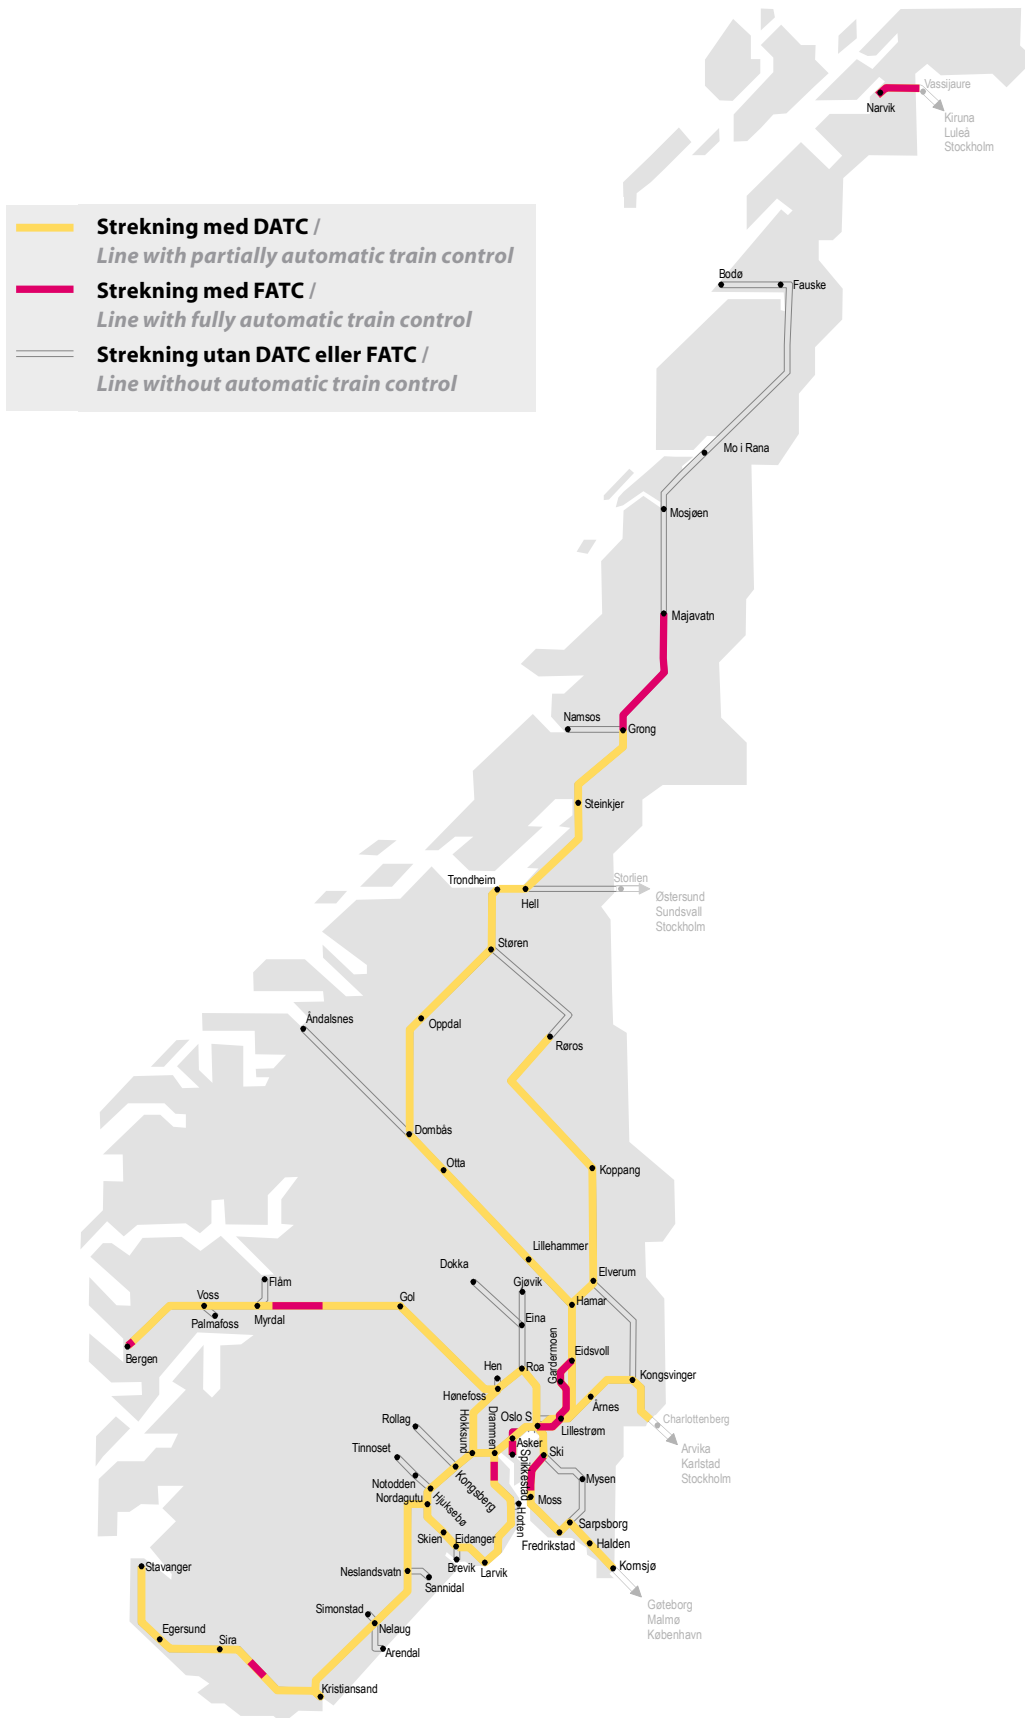 Vassijaure
Narvik
Kiruna
Luleå
Stockholm
Strekning med DATC /
Line with partially automatic train control
Strekning med FATC /
Line with fully automatic train control
Strekning utan DATC eller FATC /
Line without automatic train control
Bodø
Fauske
Mo i Rana
Mosjøen
Majavatn
Namsos
Grong
Steinkjer
Trondheim
Hell
Storlien
Østersund
Sundsvall
Stockholm
Støren
Åndalsnes
Oppdal
Røros
Dombås
Otta
Koppang
Lillehammer
Dokka
Elverum
Flåm
Gjøvik
Voss
Gol
Hamar
Palmafoss
Myrdal
Eina
Bergen
Gardermoen
Eidsvoll
Hen
Roa
Kongsvinger
Hønefoss
Årnes
Rollag
Hokksund
Drammen
Oslo S
Lillestrøm
Charlottenberg
Asker
Arvika
Karlstad
Stockholm
Tinnoset
Spikkestad
Ski
Mysen
Notodden
Kongsberg
Nordagutu
Hjuksebø
Moss
Horten
Sarpsborg
Skien
Eidanger
Fredrikstad
Halden
Stavanger
Brevik
Larvik
Kornsjø
Neslandsvatn
Sannidal
Gøteborg
Malmø
København
Simonstad
Egersund
Sira
Nelaug
Arendal
Kristiansand